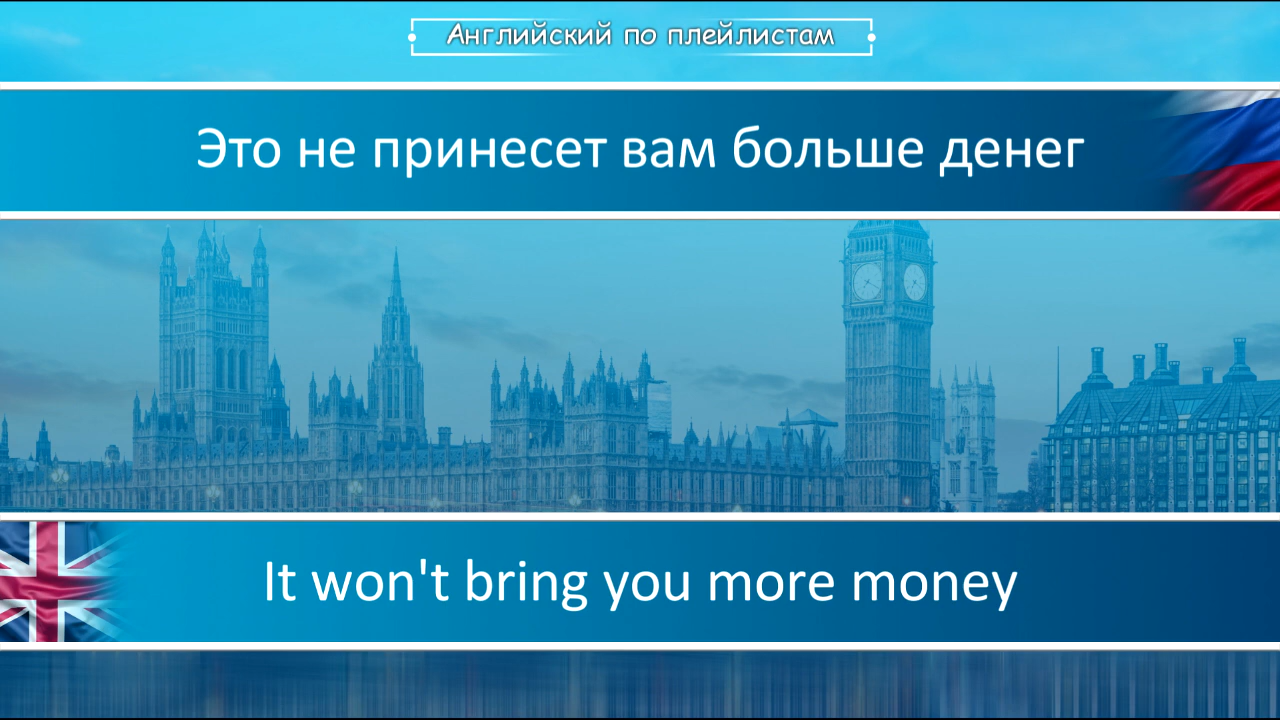 Английский по плейлистам
Это не принесет вам больше денег
It won't bring you more money